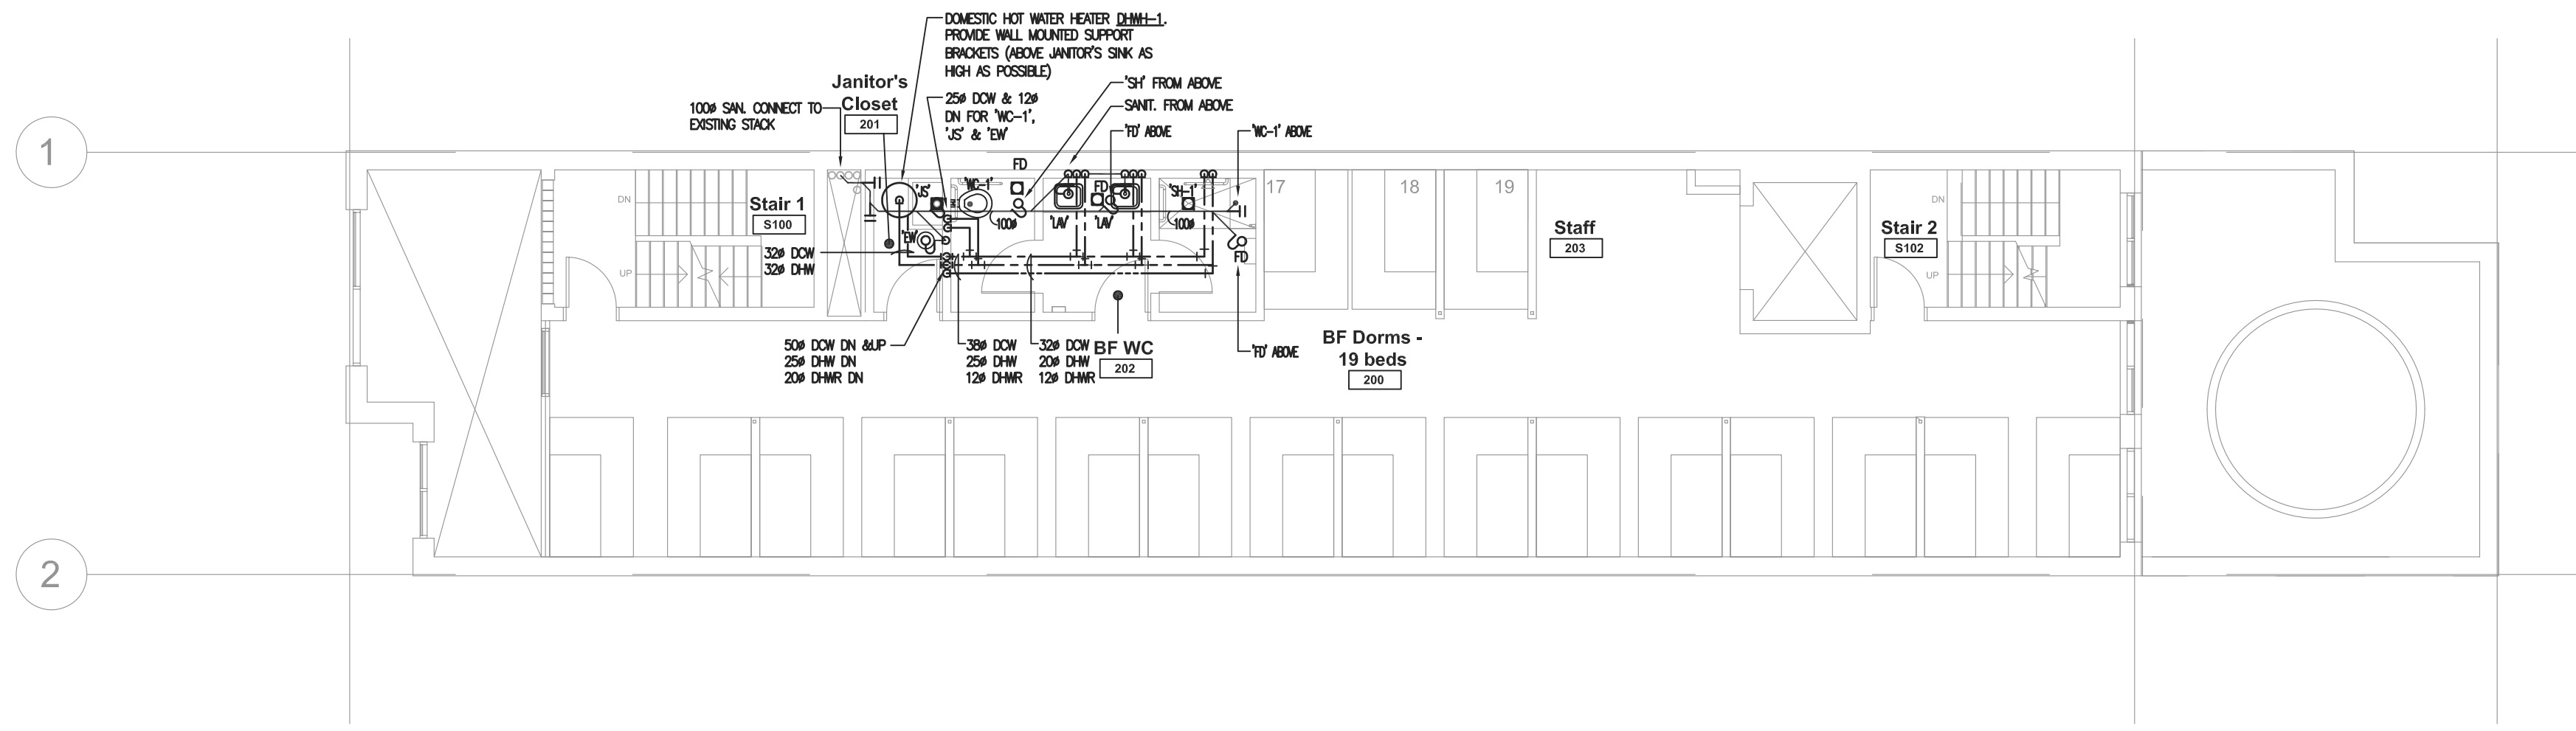 DOMESTIC HOT WATER HEATER DHWH-1.
PROVIDE WALL MOUNTED SUPPORT
BRACKETS (ABOVE JANITOR'S SINK AS
HIGH AS POSSIBLE)
Janitor's
Closet
201
100ø SAN. CONNECT TO
EXISTING STACK
25ø DCW & 12ø
DN FOR 'WC-1',
'JS' & 'EW'
'SH' FROM ABOVE
SANIT. FROM ABOVE
'FD' ABOVE
'WC-1' ABOVE
1
FD
'JS'
'WC-1'
FD
'SH-1'
17
18
19
DN
Stair 1
S100
100ø
'LAV'
'LAV'
100ø
Staff
203
Stair 2
S102
DN
'EW'
32ø DCW
32ø DHW
FD
UP
UP
50ø DCW DN &UP
25ø DHW DN
20ø DHWR DN
38ø DCW
25ø DHW
12ø DHWR
32ø DCW
20ø DHW
12ø DHWR
BF WC
202
'FD' ABOVE
BF Dorms -
19 beds
200
2